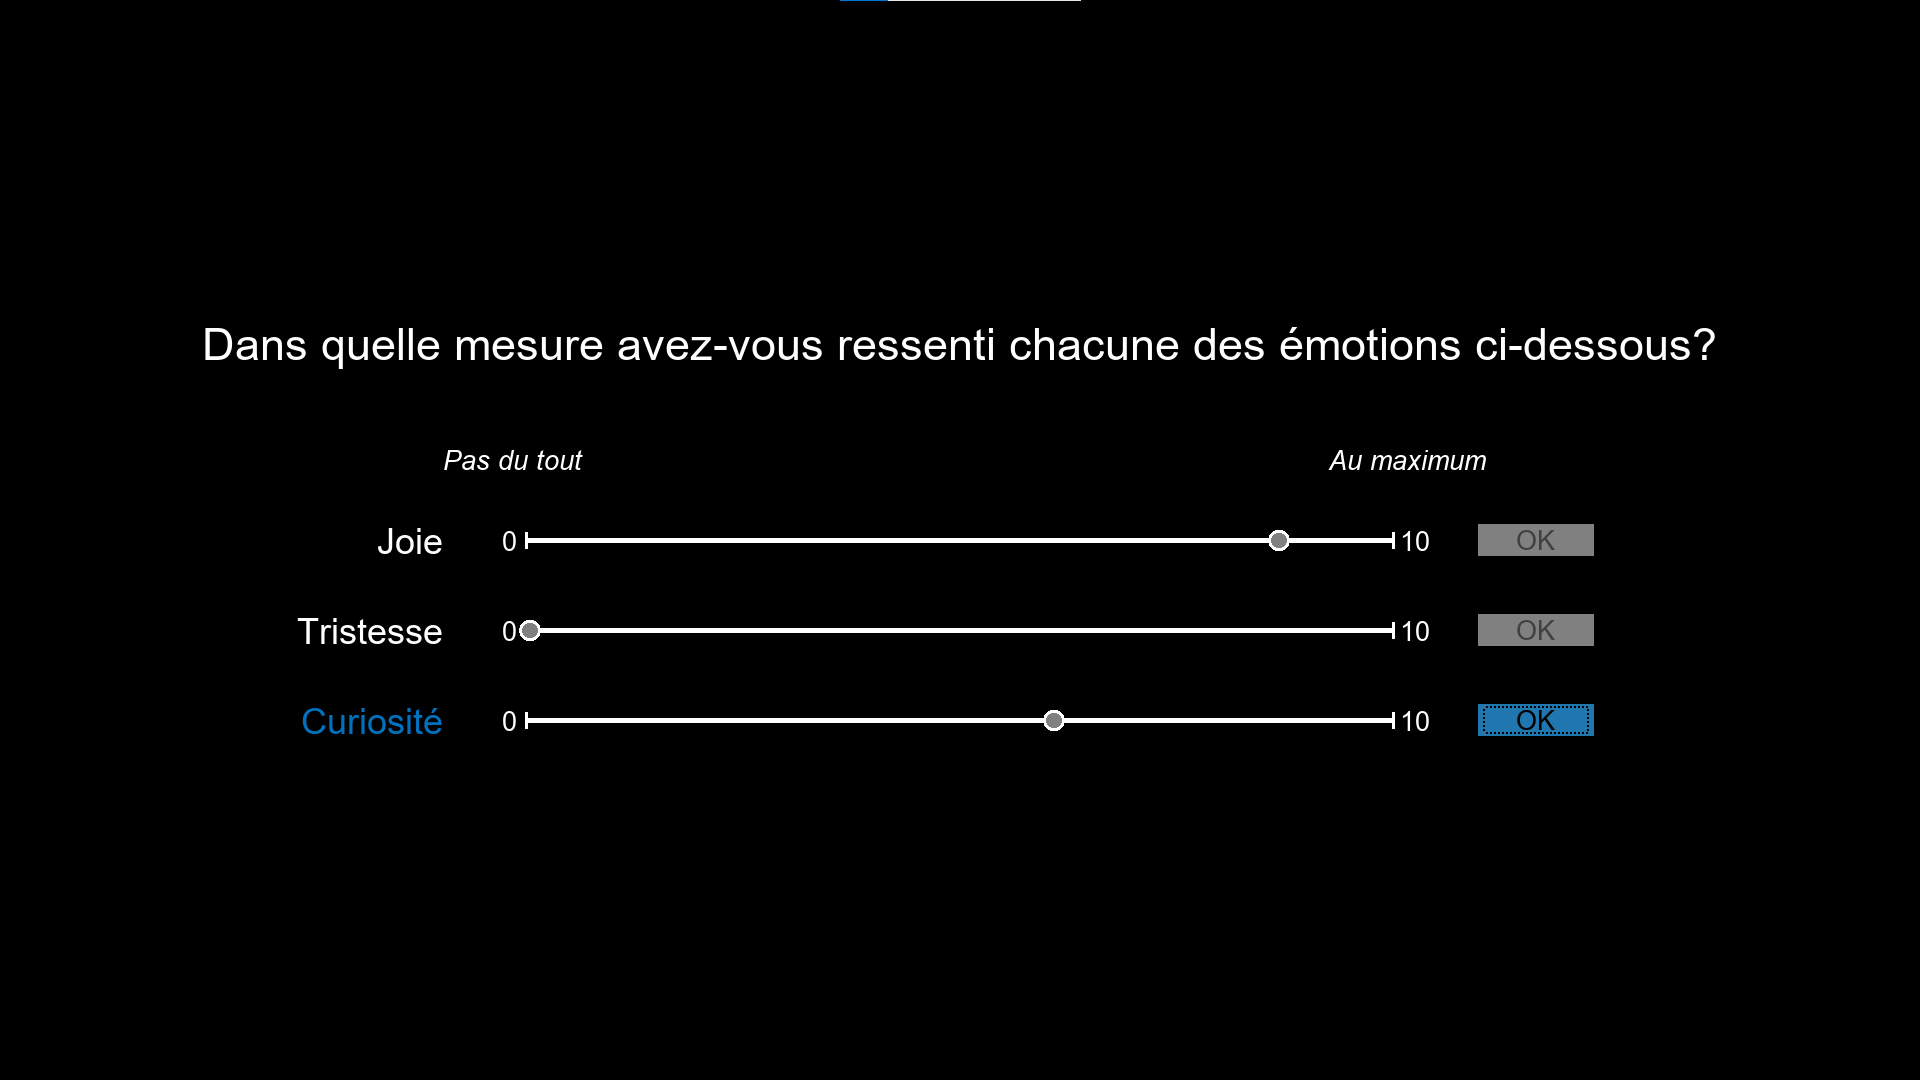 Dans quelle mesure avez-vous ressenti chacune des émotions ci-dessous?
Pas du tout Au maximum
Joie 0 10 OK
Tristesse 0 10 OK
Curiosité 0 10 OK